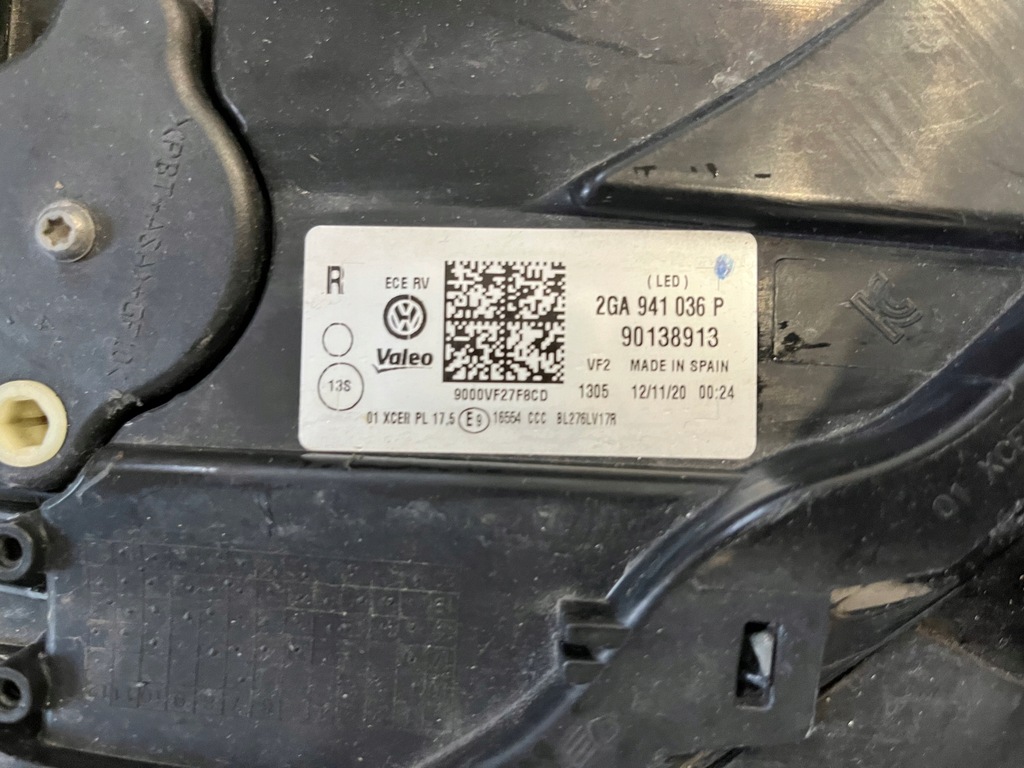 R
ECE RV
(LED)
2GA 941 036 P
90138913
Valeo
VF2 MADE IN SPAIN
13S
9000VF27F8CD
1305 12/11/20 00:24
01 XCER PL 17,5 E9 16554 CCC BL276LV17R